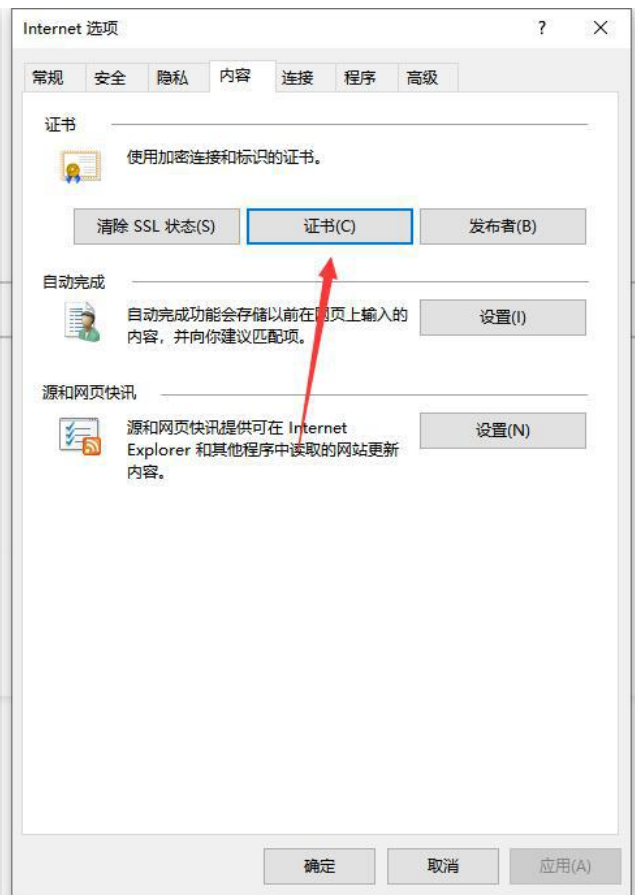 Internet 选项
?
常规 安全 隐私 内容 连接 程序 高级
证书
使用加密连接和标识的证书。
清除 SSL 状态(S) 证书(C) 发布者(B)
自动完成
自动完成功能会存储以前在网页上输入的
内容，并向你建议匹配项。
设置(I)
源和网页快讯
源和网页快讯提供可在 Internet
Explorer 和其他程序中读取的网站更新
内容。
设置(N)
确定 取消 应用(A)